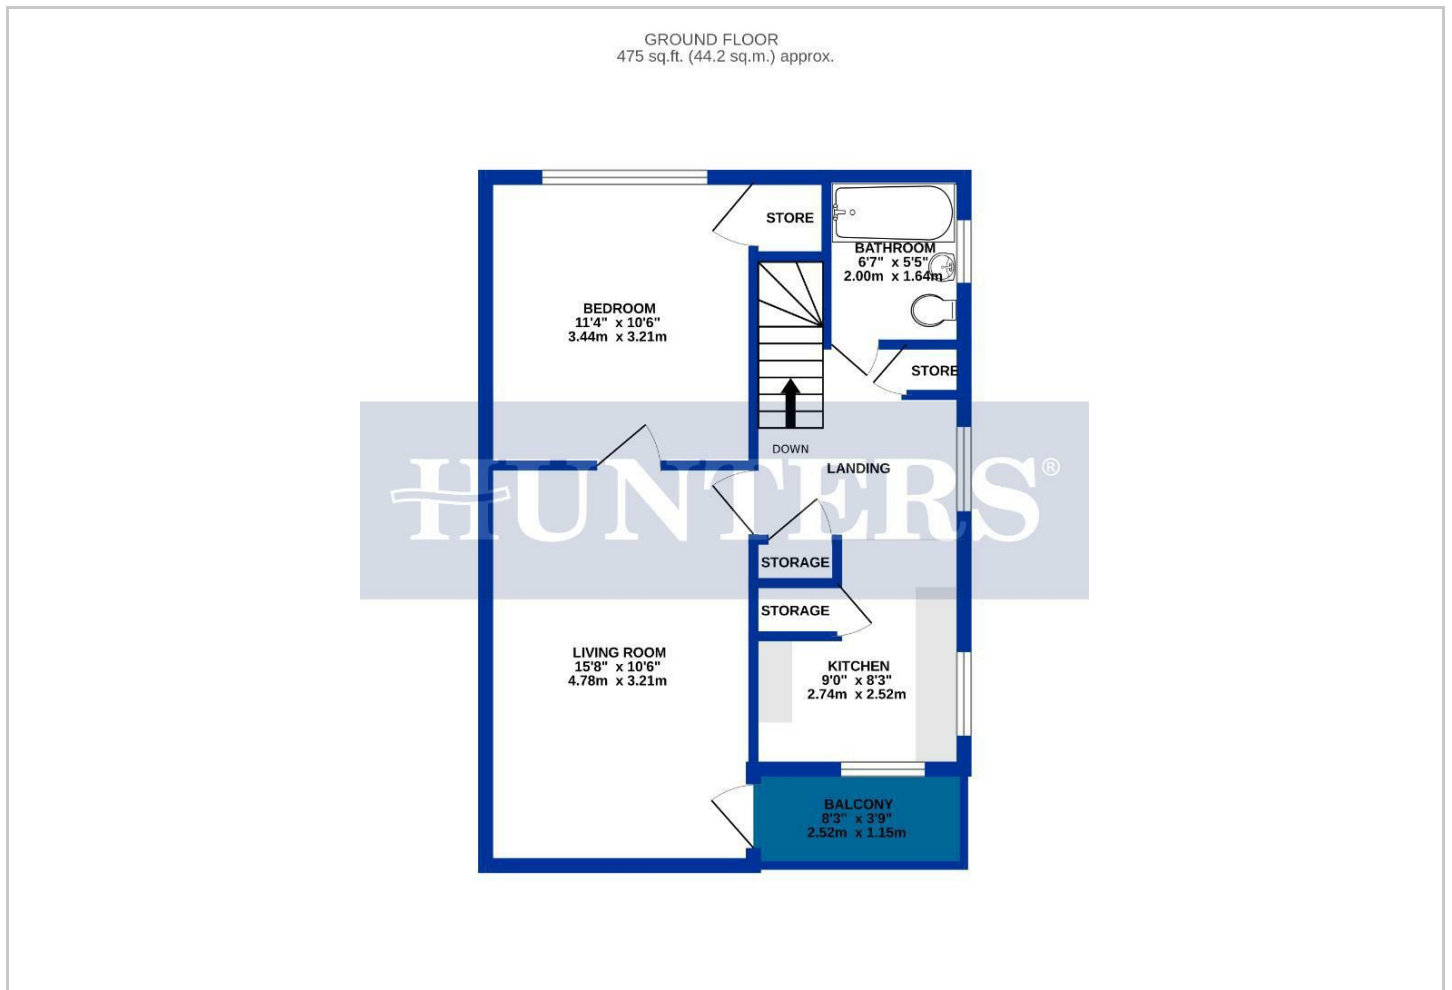 GROUND FLOOR
475 sq.ft. (44.2 sq.m.) approx.
STORE
BATHROOM
6'7" x 5'5"
2.00m x 1.64m
BEDROOM
11'4" x 10'6"
3.44m x 3.21m
STORE
DOWN
LANDING
HUNTERS®
STORAGE
STORAGE
LIVING ROOM
15'8" x 10'6"
4.78m x 3.21m
KITCHEN
9'0" x 8'3"
2.74m x 2.52m
BALCONY
8'3" x 3'9"
2.52m x 1.15m